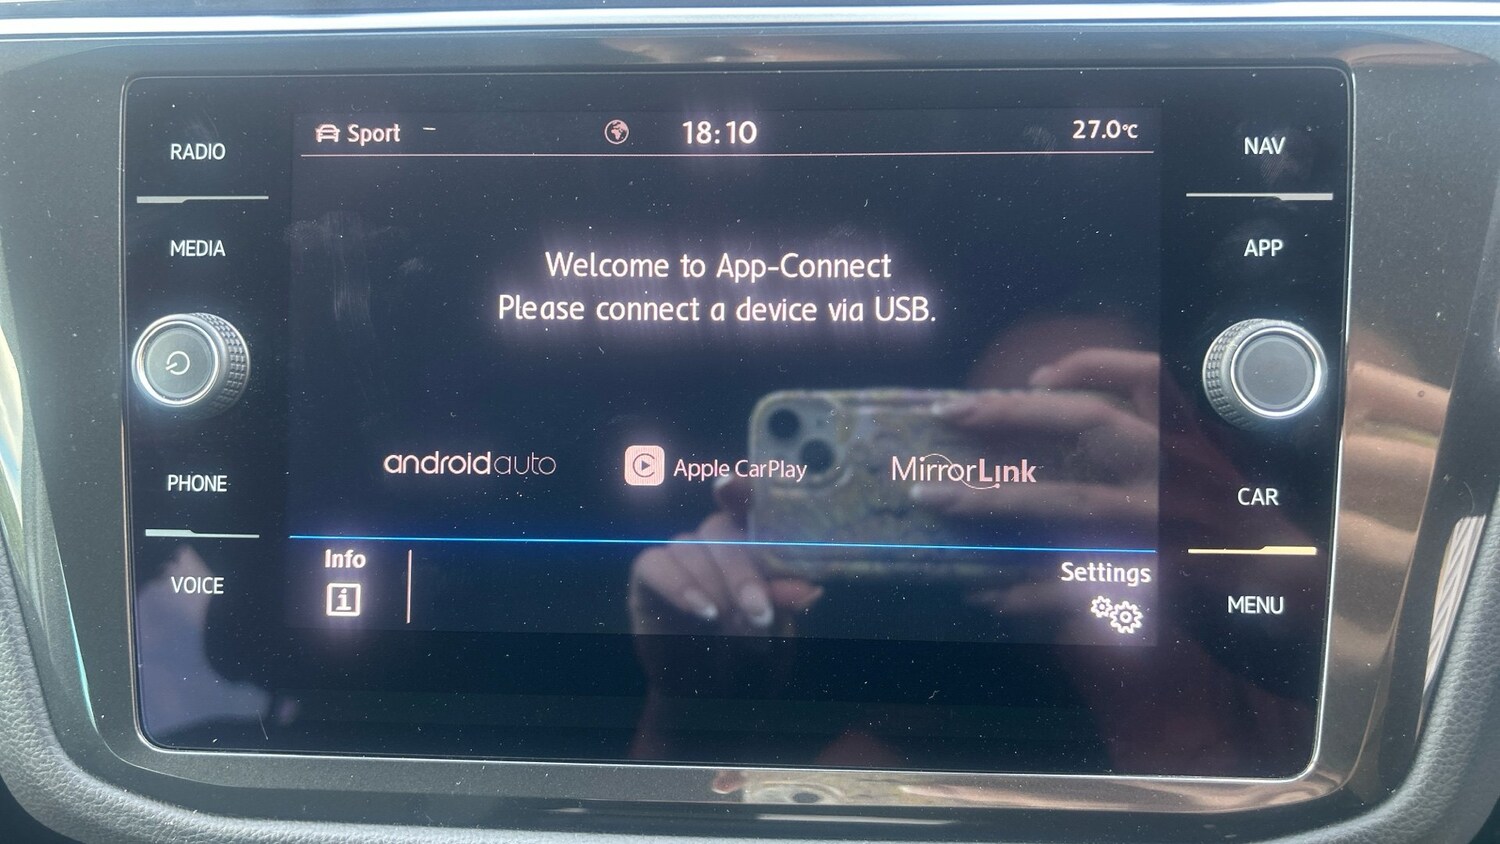 RADIO
MEDIA
PHONE
VOICE
Sport
18:10
27.0°C
Welcome to App-Connect
Please connect a device via USB.
androidauto
Apple CarPlay
MirrorLink
Info
i
Settings
NAV
APP
CAR
MENU